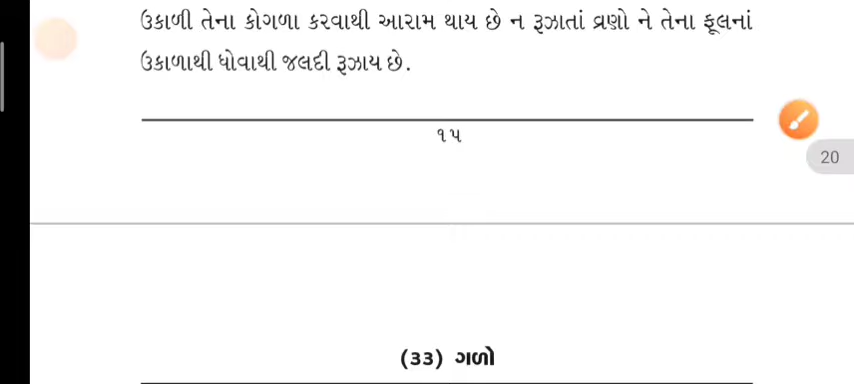 ઉકાળી તેના કોગળા કરવાથી આરામ થાય છે ન રૂઝાતાં વ્રણો ને તેના ફૂલનાં
ઉકાળાથી ધોવાથી જલદી રૂઝાય છે.
૧૫
20
(૩૩) ગળો